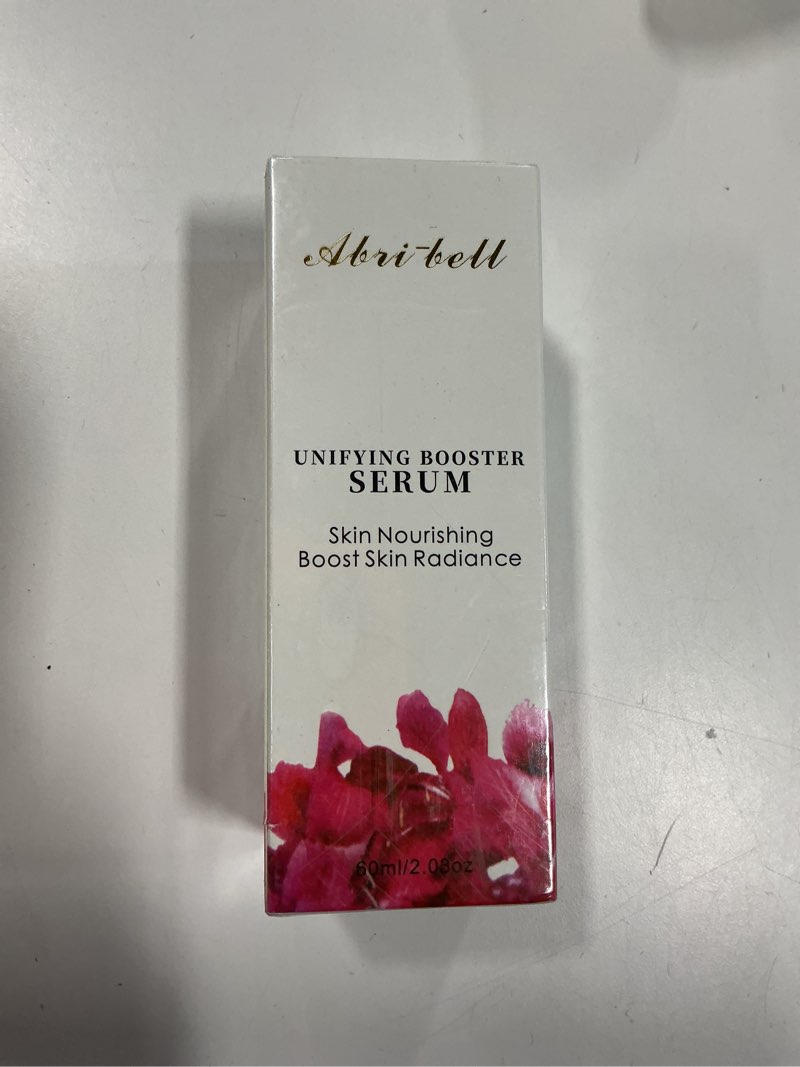 Abri-bell
UNIFYING BOOSTER
SERUM
Skin Nourishing
Boost Skin Radiance
60ml/2.03oz